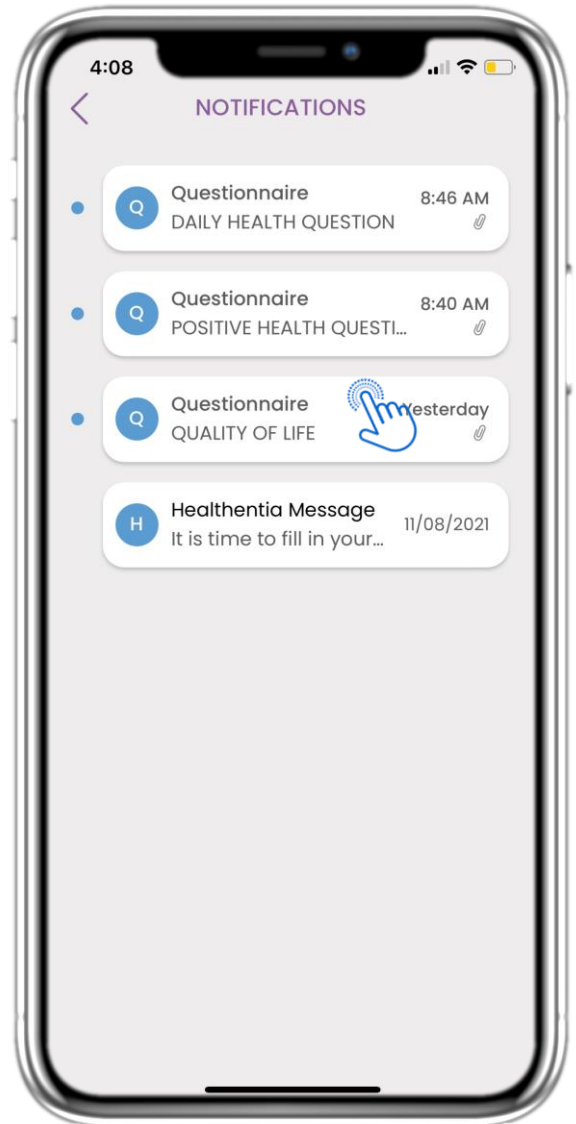 4:08
NOTIFICATIONS
Q Questionnaire 8:46 AM
DAILY HEALTH QUESTION
Q Questionnaire 8:40 AM
POSITIVE HEALTH QUESTI...
Q Questionnaire Yesterday
QUALITY OF LIFE
H Healthentia Message 11/08/2021
It is time to fill in your...